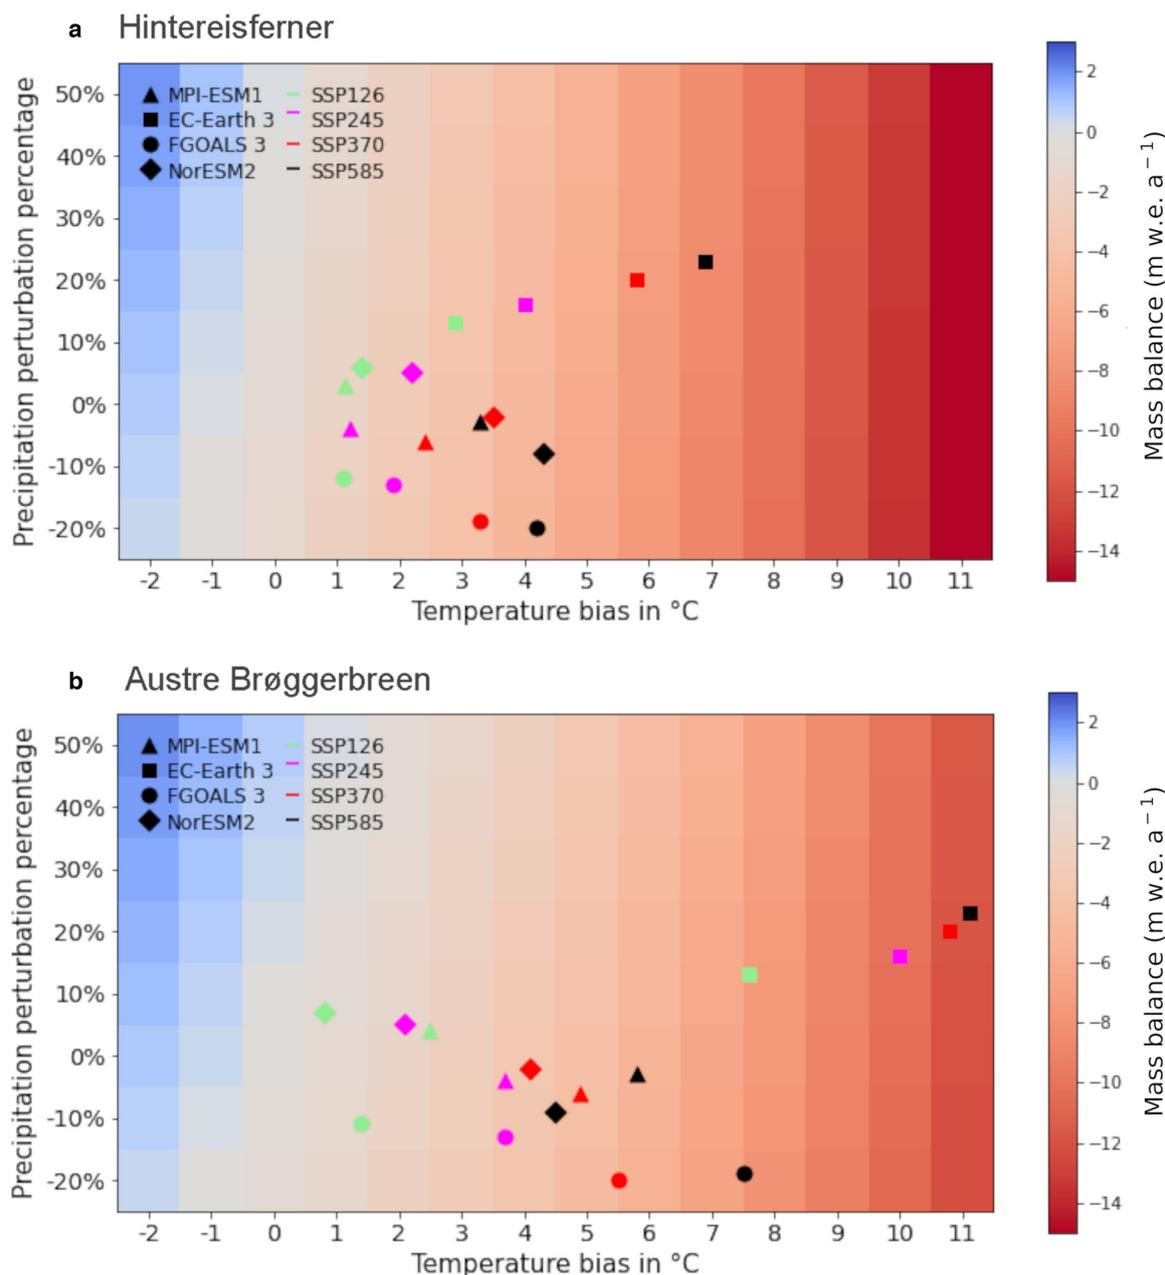 a Hintereisferner
Precipitation perturbation percentage
50%
40%
30%
20%
10%
0%
-10%
-20%
MPI-ESM1 SSP126
EC-Earth 3 SSP245
FGOALS 3 SSP370
NorESM2 SSP585
-2 -1 0 1 2 3 4 5 6 7 8 9 10 11
Temperature bias in °C
2
0
−2
−4
−6
−8
−10
−12
−14
Mass balance (m w.e. a⁻¹)
b Austre Brøggerbreen
Precipitation perturbation percentage
50%
40%
30%
20%
10%
0%
-10%
-20%
MPI-ESM1 SSP126
EC-Earth 3 SSP245
FGOALS 3 SSP370
NorESM2 SSP585
-2 -1 0 1 2 3 4 5 6 7 8 9 10 11
Temperature bias in °C
2
0
−2
−4
−6
−8
−10
−12
−14
Mass balance (m w.e. a⁻¹)